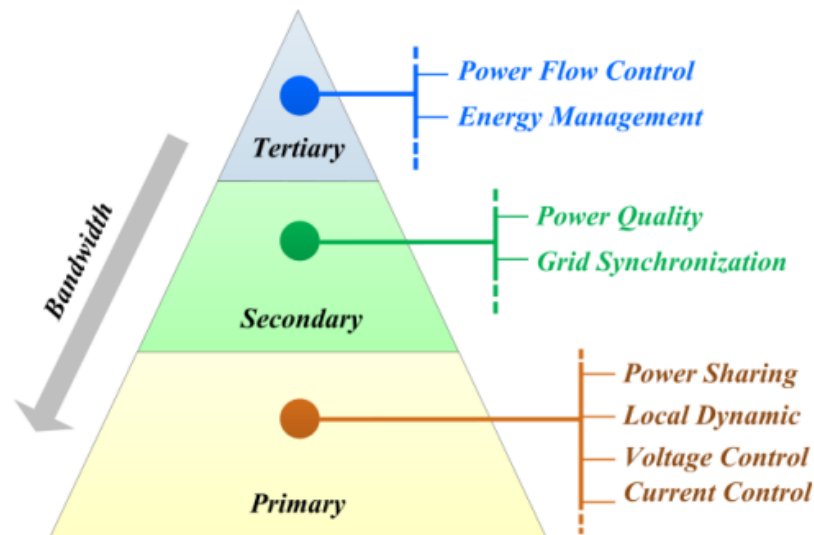 Power Flow Control
Energy Management
Tertiary
Bandwidth
Power Quality
Grid Synchronization
Secondary
Power Sharing
Local Dynamic
Voltage Control
Current Control
Primary